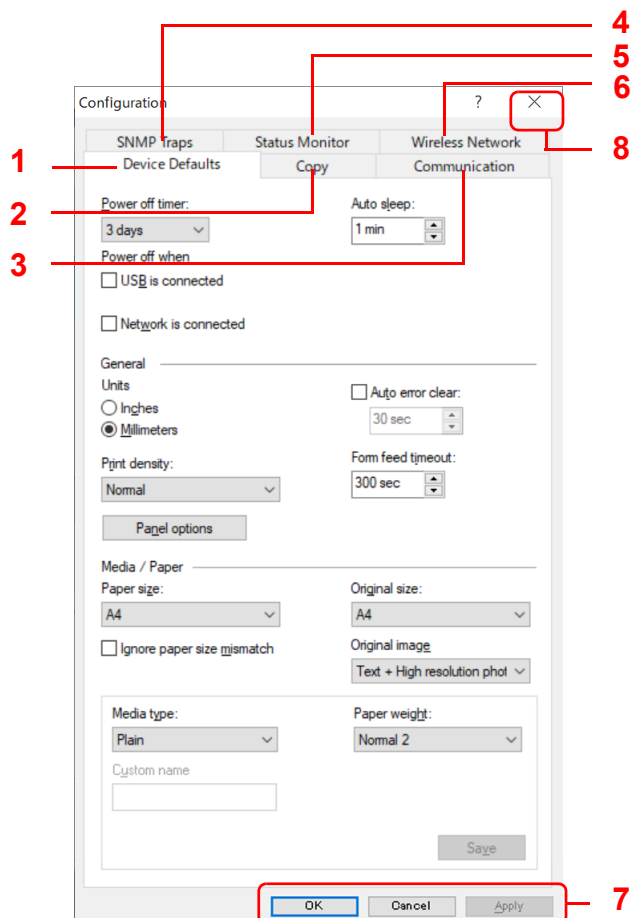 4
5
6
Configuration ?
8
SNMP Traps Status Monitor Wireless Network
1
Device Defaults Copy Communication
2
Power off timer: Auto sleep:
3 days 1 min
3
Power off when
USB is connected
Network is connected
General
Units
Inches Auto error clear:
Millimeters 30 sec
Print density: Form feed timeout:
Normal 300 sec
Panel options
Media / Paper
Paper size: Original size:
A4 A4
Ignore paper size mismatch Original image
Text + High resolution phot
Media type: Paper weight:
Plain Normal 2
Custom name
Save
7
OK Cancel Apply